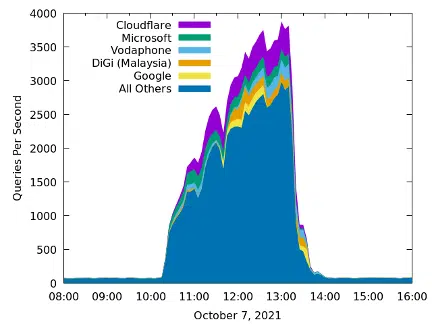 Cloudflare
Microsoft
Vodaphone
DiGi (Malaysia)
Google
All Others
4000
3500
3000
2500
2000
1500
1000
500
0
Queries Per Second
08:00 09:00 10:00 11:00 12:00 13:00 14:00 15:00 16:00
October 7, 2021